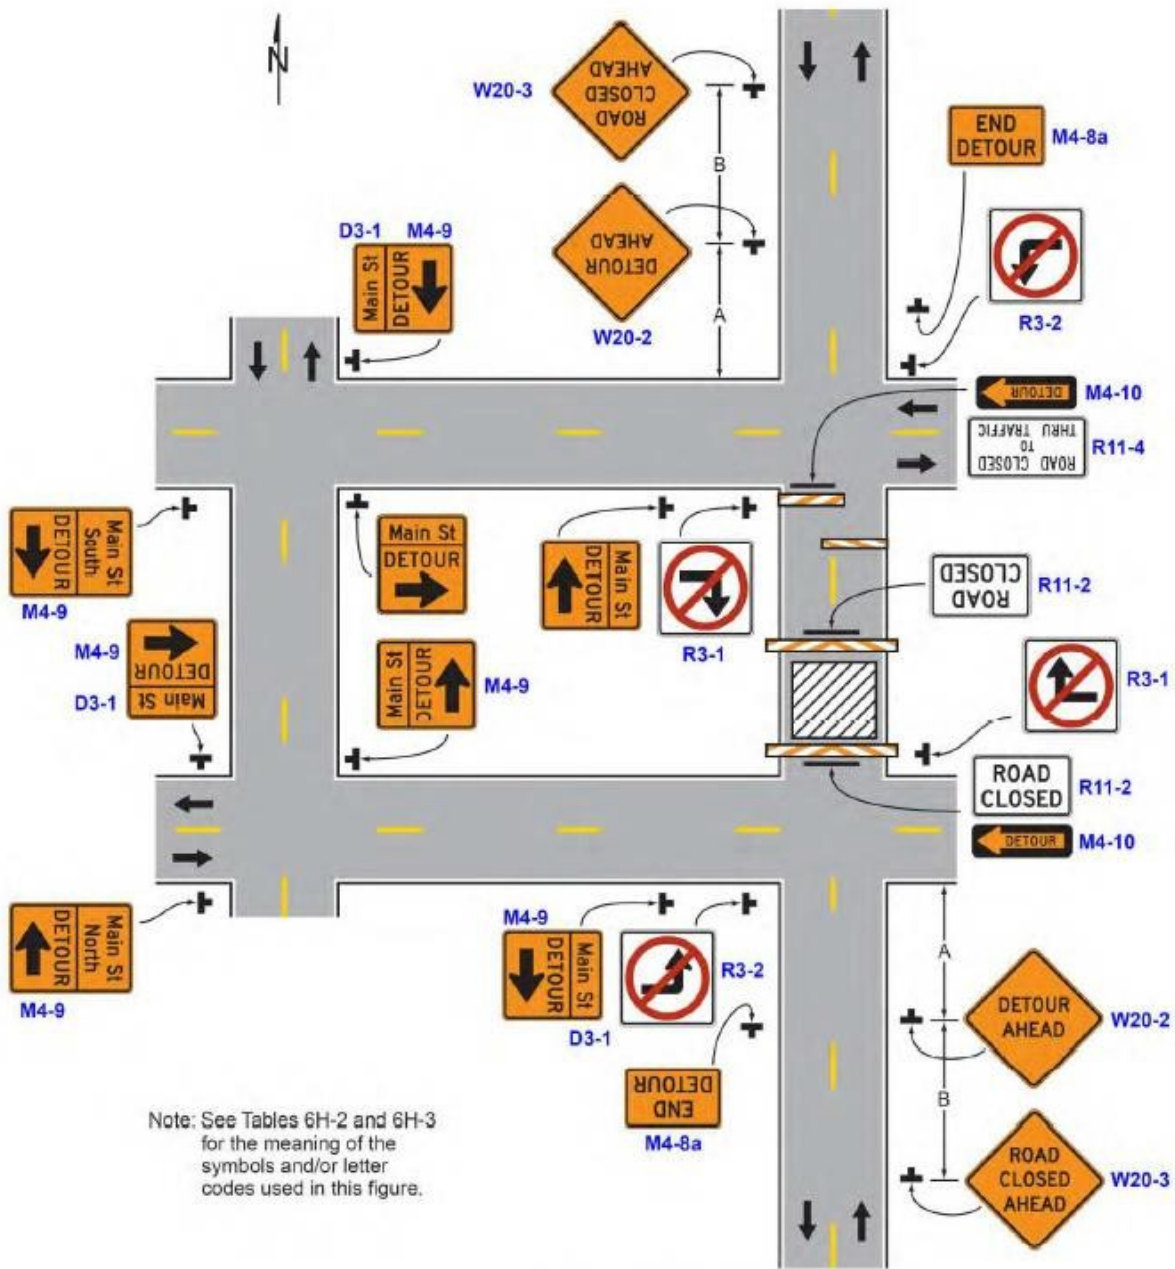 N
W20-3
ROAD
CLOSED
AHEAD
B
END
DETOUR
M4-8a
D3-1 M4-9
Main St
DETOUR
DETOUR
AHEAD
W20-2
A
R3-2
DETOUR
M4-10
ROAD CLOSED
TO
THRU TRAFFIC
R11-4
Main St
South
DETOUR
M4-9
Main St
DETOUR
Main St
DETOUR
R3-1
ROAD
CLOSED
R11-2
M4-9
DETOUR
D3-1
Main St
Main St
DETOUR
M4-9
R3-1
ROAD
CLOSED
R11-2
DETOUR
M4-10
Main St
North
DETOUR
M4-9
M4-9
Main St
DETOUR
D3-1
R3-2
A
DETOUR
AHEAD
W20-2
END
DETOUR
M4-8a
B
ROAD
CLOSED
AHEAD
W20-3
Note: See Tables 6H-2 and 6H-3
for the meaning of the
symbols and/or letter
codes used in this figure.